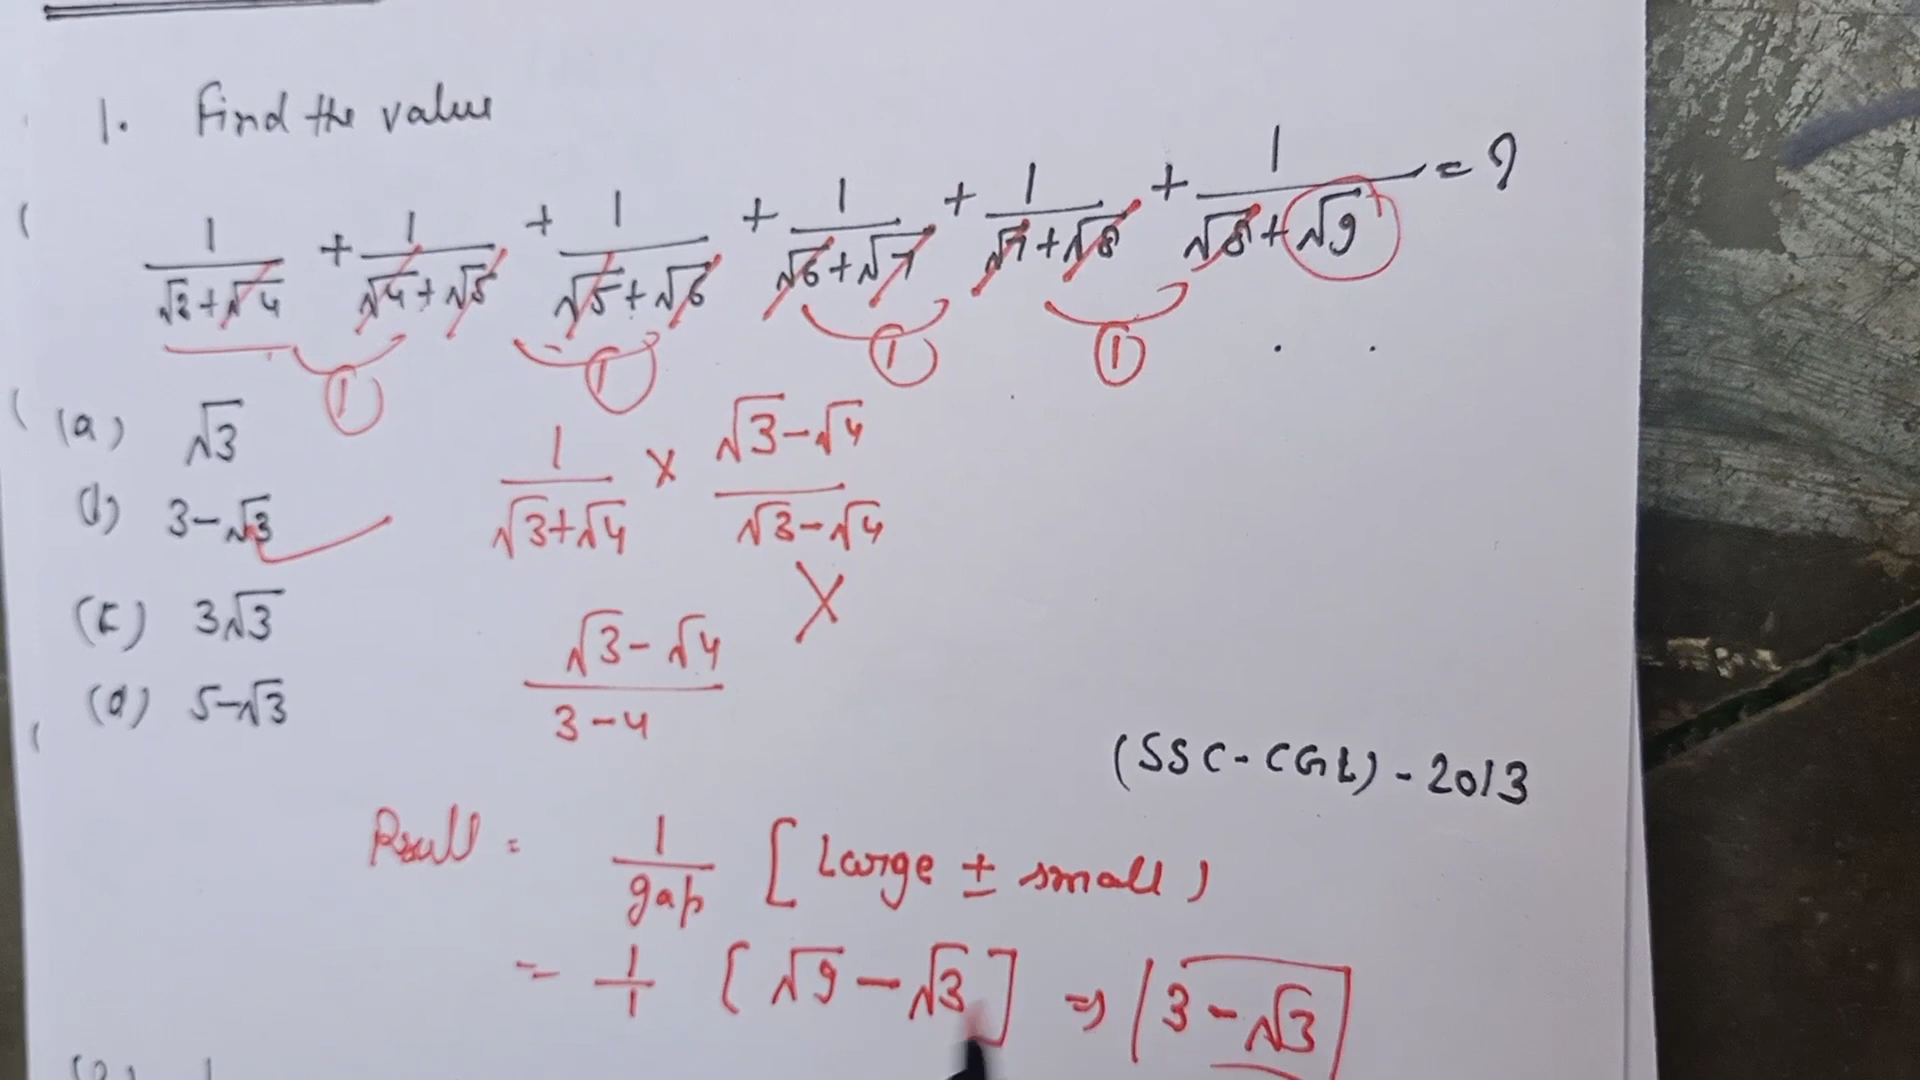 1. Find the value
1/(√2+√4) + 1/(√4+√5) + 1/(√5+√6) + 1/(√6+√7) + 1/(√7+√8) + 1/(√8+√9) = ?
1 1 1 1
(a) √3
(b) 3-√3
(c) 3√3
(d) 5-√3
1/(√3+√4) × (√3-√4)/(√3-√4)
(√3-√4)/(3-4) X
(SSC-CGL)-2013
= 1/gap [Large ± small)
= 1/1 [√9-√3] ⇒ 3-√3